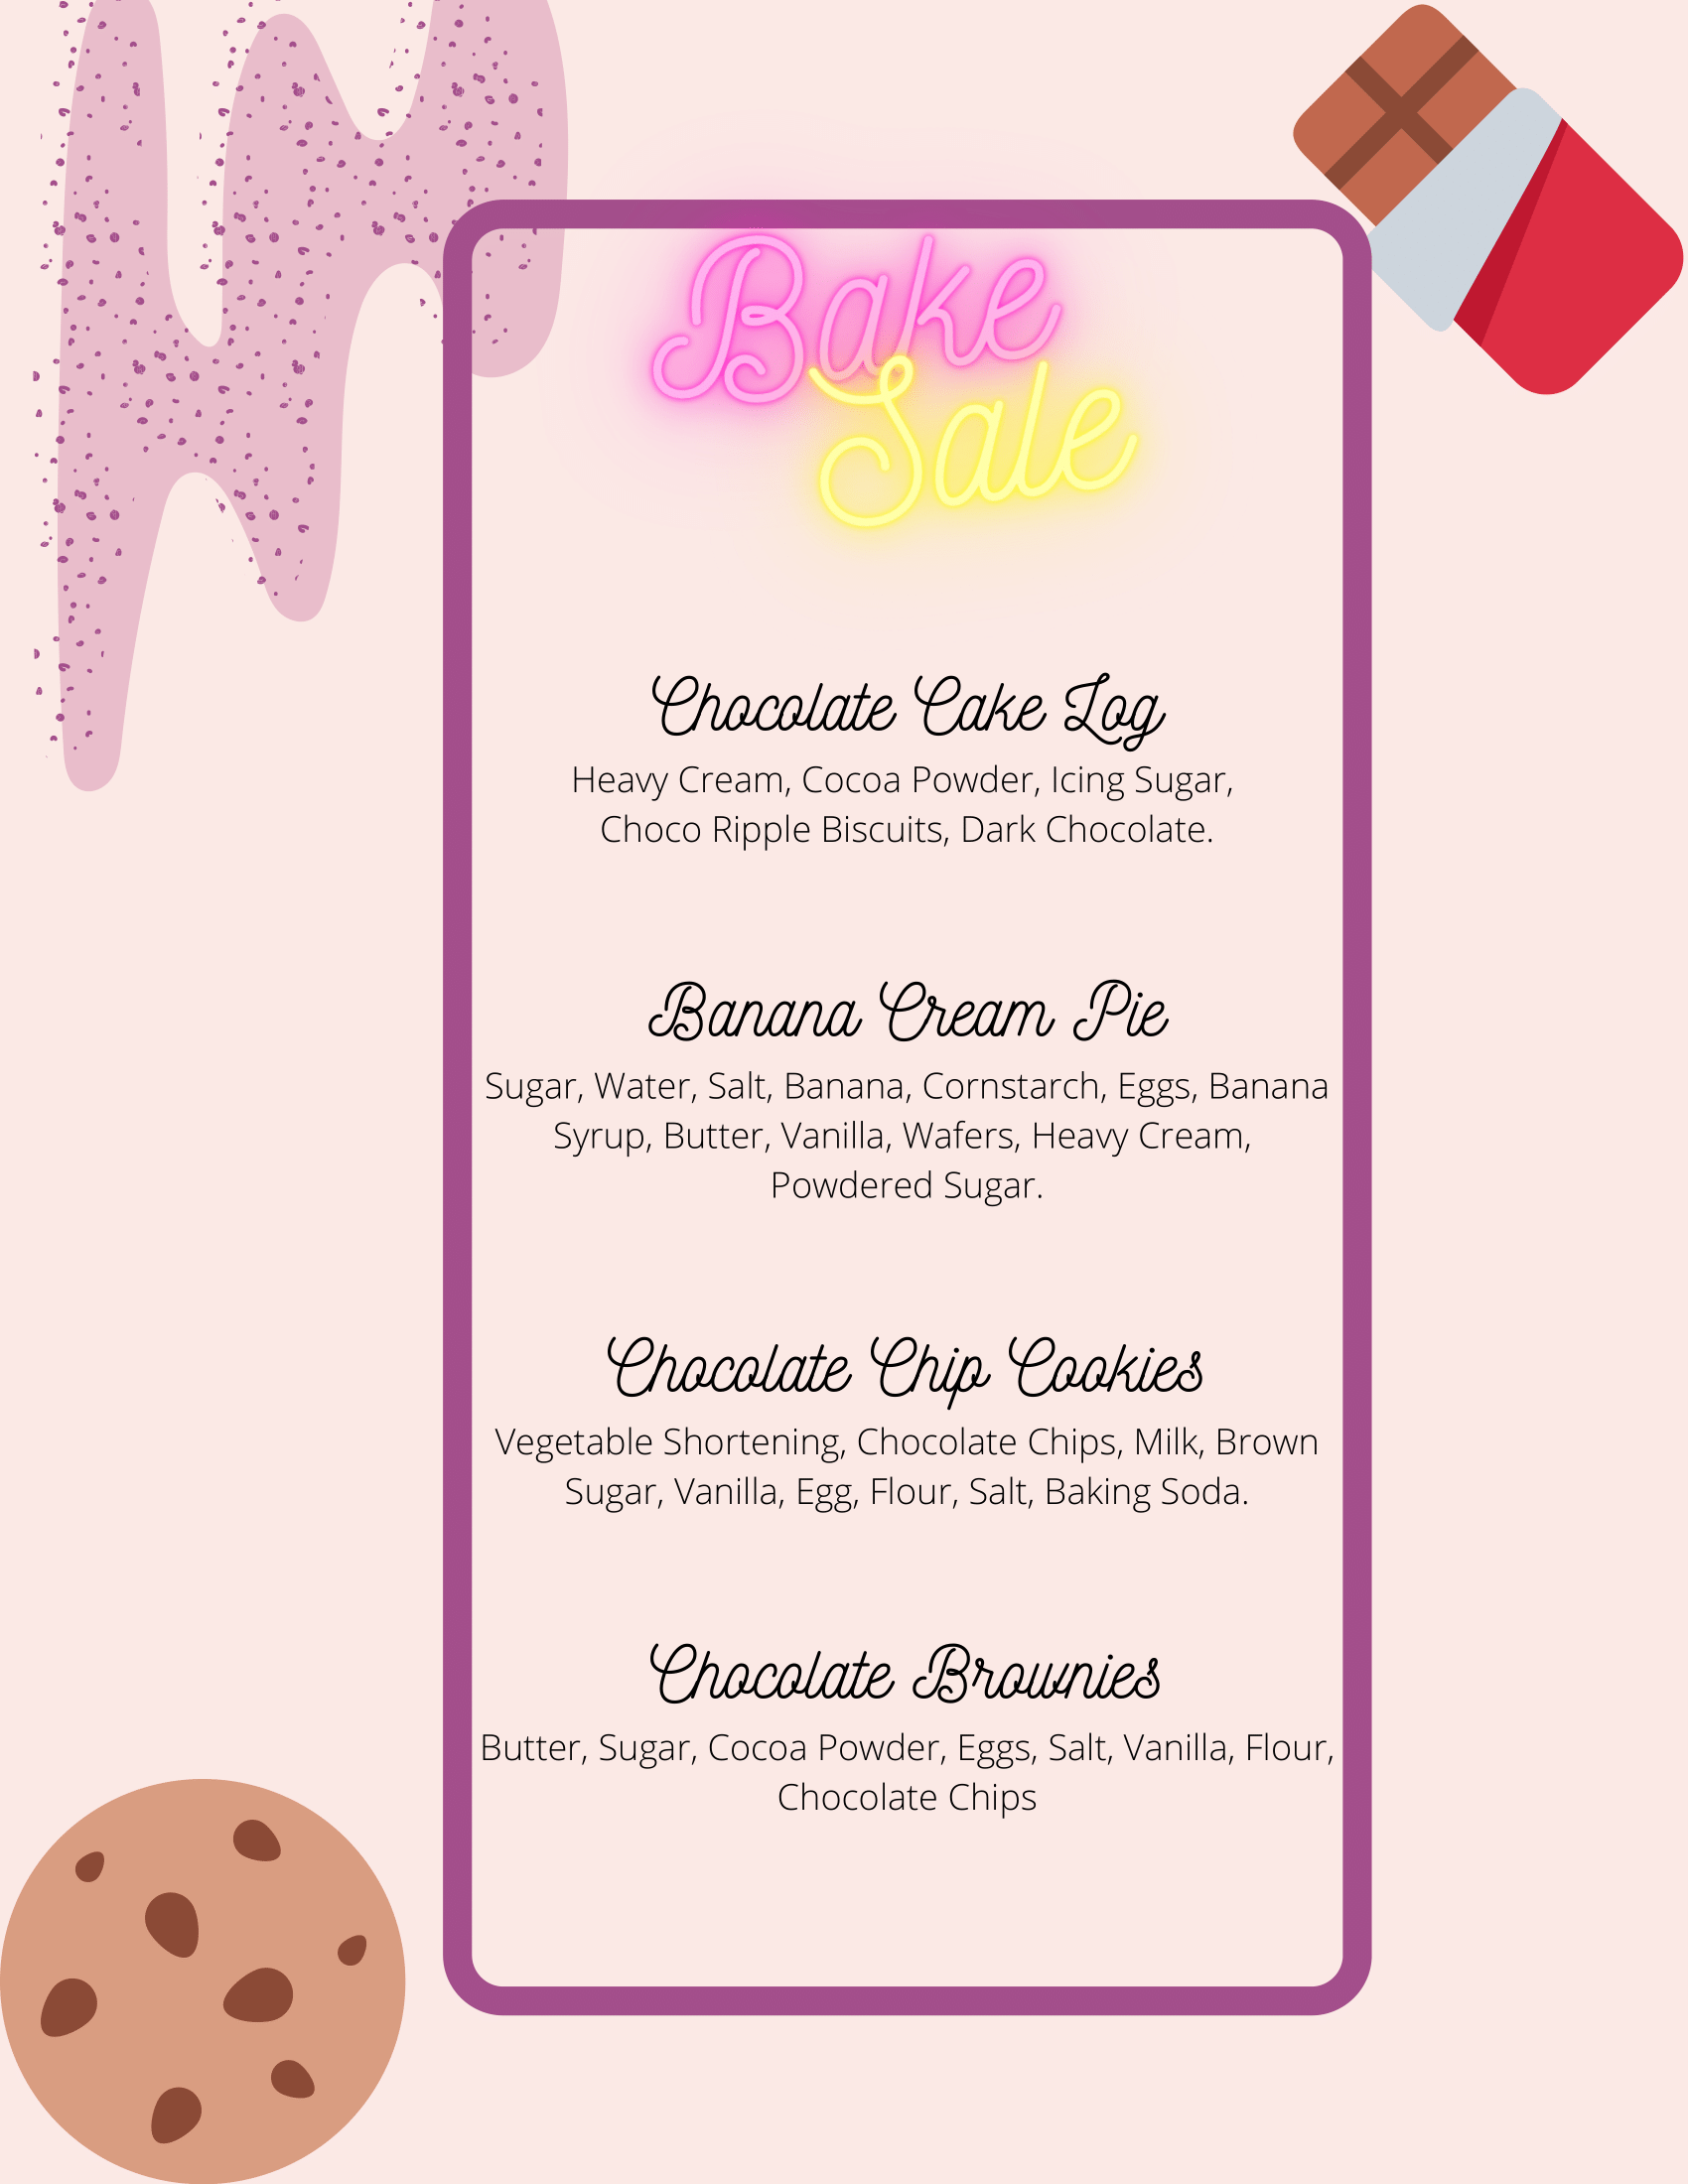 Bake
Sale
Chocolate Cake Log
Heavy Cream, Cocoa Powder, Icing Sugar,
Choco Ripple Biscuits, Dark Chocolate.
Banana Cream Pie
Sugar, Water, Salt, Banana, Cornstarch, Eggs, Banana
Syrup, Butter, Vanilla, Wafers, Heavy Cream,
Powdered Sugar.
Chocolate Chip Cookies
Vegetable Shortening, Chocolate Chips, Milk, Brown
Sugar, Vanilla, Egg, Flour, Salt, Baking Soda.
Chocolate Brownies
Butter, Sugar, Cocoa Powder, Eggs, Salt, Vanilla, Flour,
Chocolate Chips